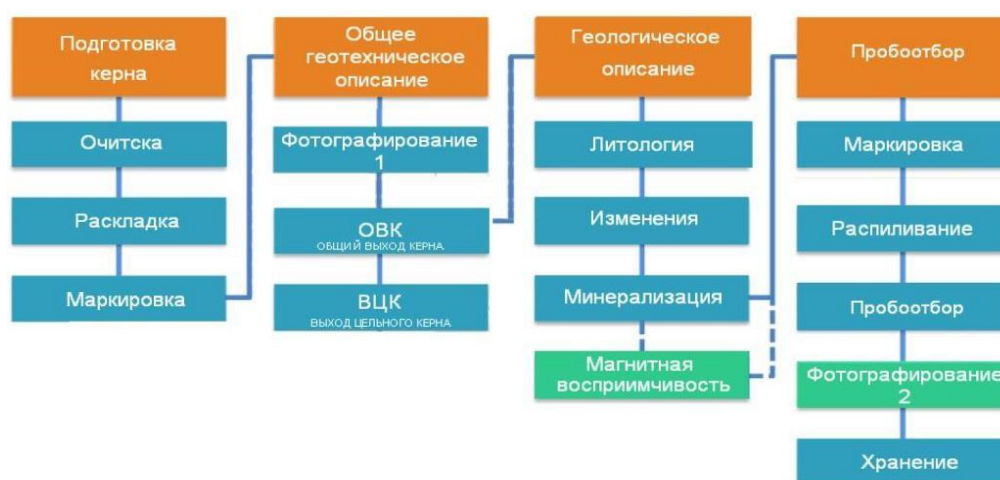 Подготовка
керна
Очитска
Раскладка
Маркировка
Общее
геотехническое
описание
Фотографирование
1
ОВК
ОБЩИЙ ВЫХОД КЕРНА
ВЦК
ВЫХОД ЦЕЛЬНОГО КЕРНА
Геологическое
описание
Литология
Изменения
Минерализация
Магнитная
восприимчивость
Пробоотбор
Маркировка
Распиливание
Пробоотбор
Фотографирование
2
Хранение